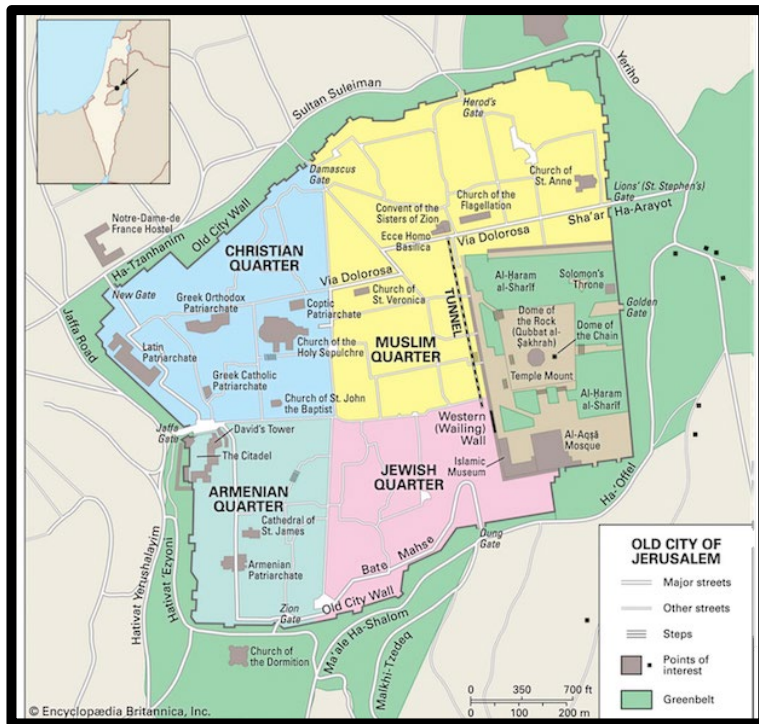 Sultan Suleiman
Yeriho
Herod's
Gate
Damascus
Gate
Church of
St. Anne
Lions' (St. Stephen's)
Gate
Church of the
Flagellation
Convent of the
Sisters of Zion
Sha'ar Ha-Arayot
Notre-Dame-de
France Hostel
Old City Wall
Ha-Tzanhanim
Ecce Homo
Basilica
Via Dolorosa
CHRISTIAN
QUARTER
Via Dolorosa
Al-Ḥaram
al-Sharīf
Solomon's
Throne
New Gate
Greek Orthodox
Patriarchate
Coptic
Patriarchate
Church of
St. Veronica
TUNNEL
Golden
Gate
Jaffa Road
Dome of
the Rock
(Qubbat al-
Ṣakhrah)
Dome of
the Chain
Latin
Patriarchate
Church of the
Holy Sepulchre
MUSLIM
QUARTER
Temple Mount
Greek Catholic
Patriarchate
Church of St. John
the Baptist
Al-Ḥaram
al-Sharīf
Western
(Wailing)
Wall
Jaffa
Gate
David's Tower
The Citadel
Al-Aqṣā
Mosque
Islamic
Museum
JEWISH
QUARTER
ARMENIAN
QUARTER
Ha-'Offel
Cathedral of
St. James
Dung
Gate
Armenian
Patriarchate
Bate Mahse
Hativat Yerushalayim
Hativat 'Ezyoni
Zion
Gate
Old City Wall
Ma'ale Ha-Shalom
Church of
the Dormition
Malkhi-Tzedeq
OLD CITY OF
JERUSALEM
Major streets
Other streets
Steps
Points of
interest
Greenbelt
0 350 700 ft
0 100 200 m
© Encyclopædia Britannica, Inc.